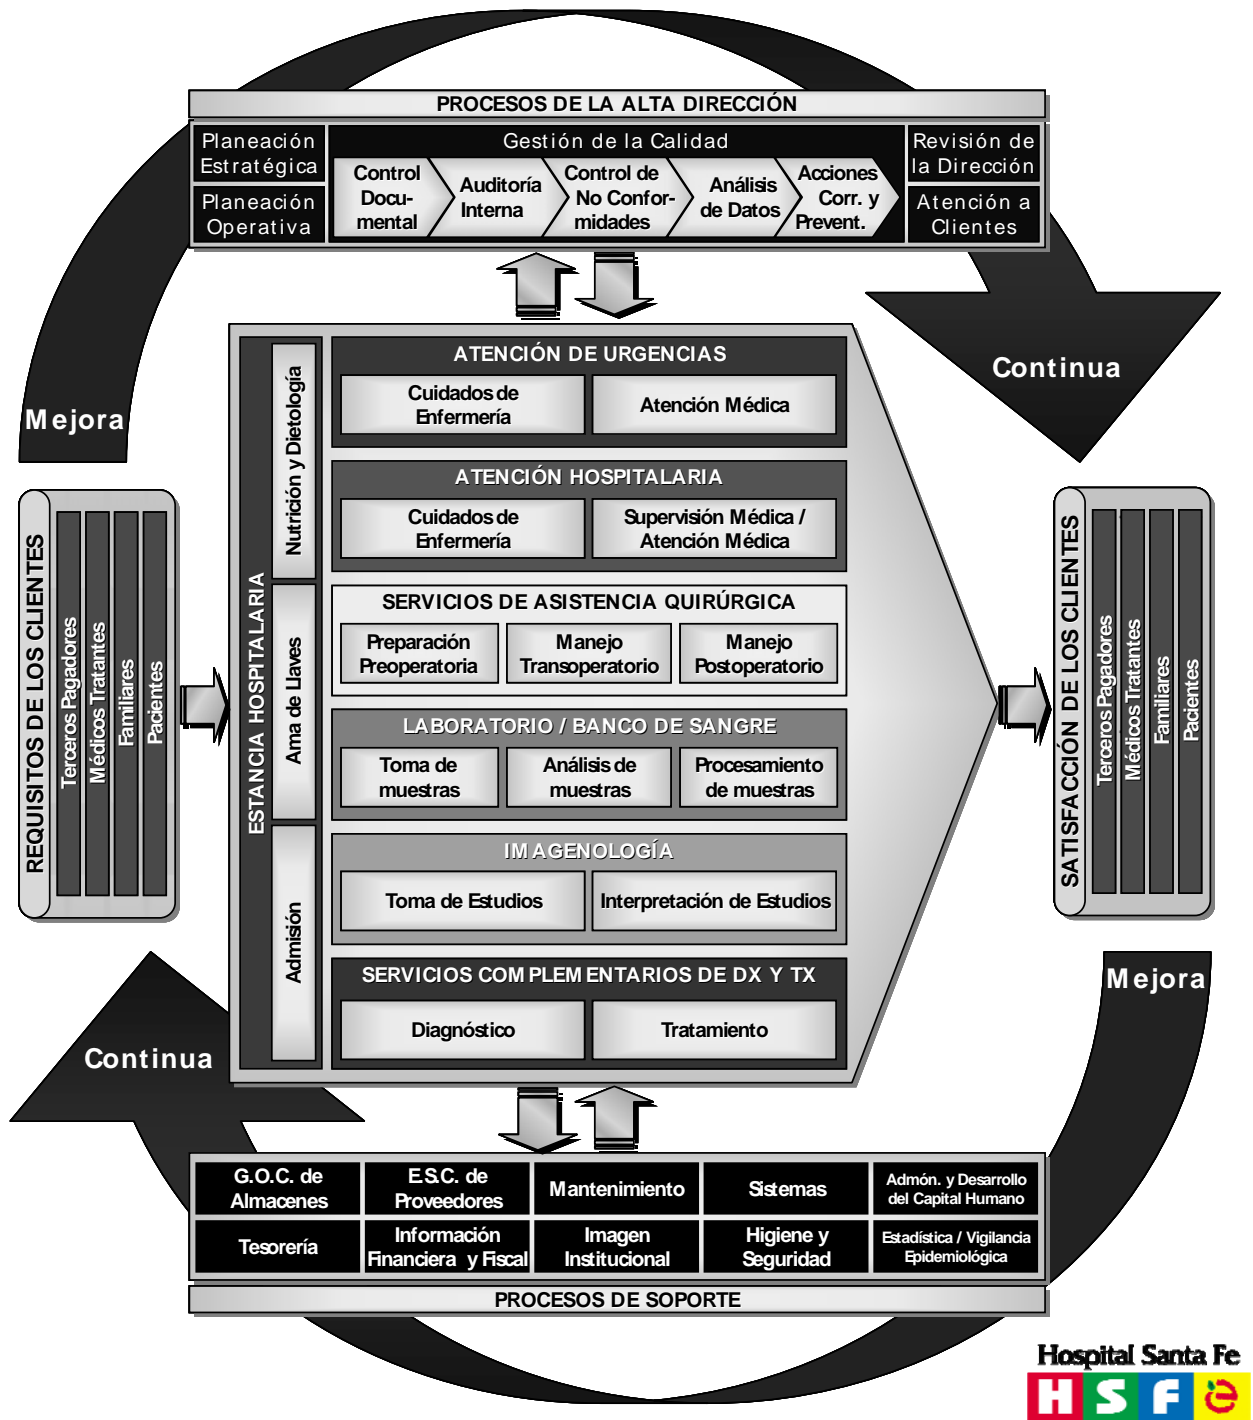 PROCESOS DE LA ALTA DIRECCIÓN
Planeación
Estratégica
Planeación
Operativa
Gestión de la Calidad
Control
Docu-
mental
Auditoría
Interna
Control de
No Confor-
midades
Análisis
de Datos
Acciones
Corr. y
Prevent.
Revisión de
la Dirección
Atención a
Clientes
Mejora
Continua
REQUISITOS DE LOS CLIENTES
Terceros Pagadores
Médicos Tratantes
Familiares
Pacientes
ESTANCIA HOSPITALARIA
Nutrición y Dietología
Ama de Llaves
Admisión
ATENCIÓN DE URGENCIAS
Cuidados de
Enfermería
Atención Médica
ATENCIÓN HOSPITALARIA
Cuidados de
Enfermería
Supervisión Médica /
Atención Médica
SERVICIOS DE ASISTENCIA QUIRÚRGICA
Preparación
Preoperatoria
Manejo
Transoperatorio
Manejo
Postoperatorio
LABORATORIO / BANCO DE SANGRE
Toma de
muestras
Análisis de
muestras
Procesamiento
de muestras
IMAGENOLOGÍA
Toma de Estudios
Interpretación de Estudios
SERVICIOS COMPLEMENTARIOS DE DX Y TX
Diagnóstico
Tratamiento
SATISFACCIÓN DE LOS CLIENTES
Terceros Pagadores
Médicos Tratantes
Familiares
Pacientes
Mejora
Continua
G.O.C. de
Almacenes
E.S.C. de
Proveedores
Mantenimiento
Sistemas
Admón. y Desarrollo
del Capital Humano
Tesorería
Información
Financiera y Fiscal
Imagen
Institucional
Higiene y
Seguridad
Estadística / Vigilancia
Epidemiológica
PROCESOS DE SOPORTE
Hospital Santa Fe
HSFe